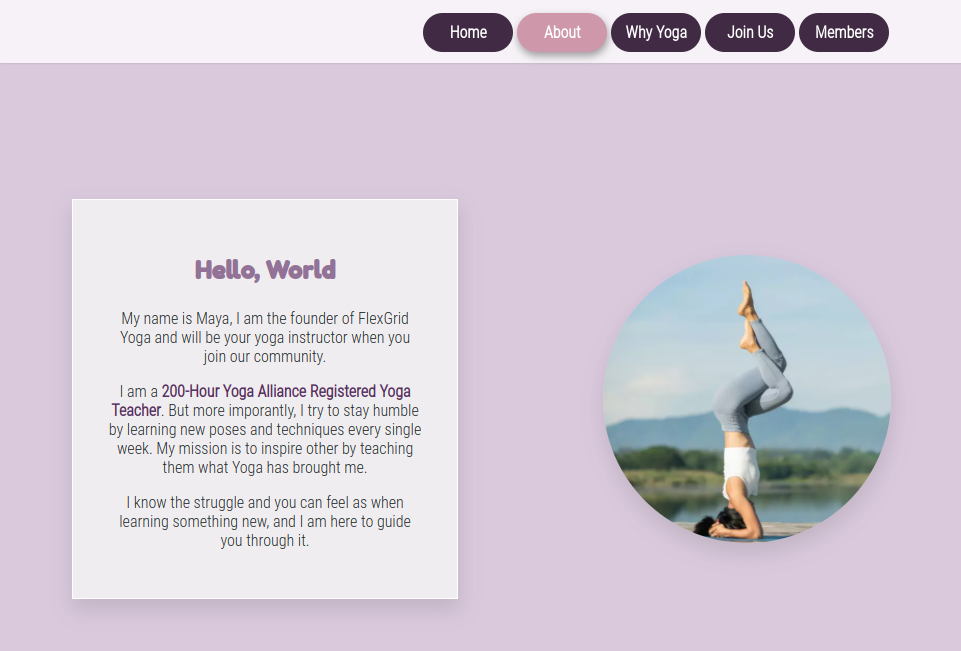 Home About Why Yoga Join Us Members
Hello, World
My name is Maya, I am the founder of FlexGrid
Yoga and will be your yoga instructor when you
join our community.
I am a 200-Hour Yoga Alliance Registered Yoga
Teacher. But more imporantly, I try to stay humble
by learning new poses and techniques every single
week. My mission is to inspire other by teaching
them what Yoga has brought me.
I know the struggle and you can feel as when
learning something new, and I am here to guide
you through it.